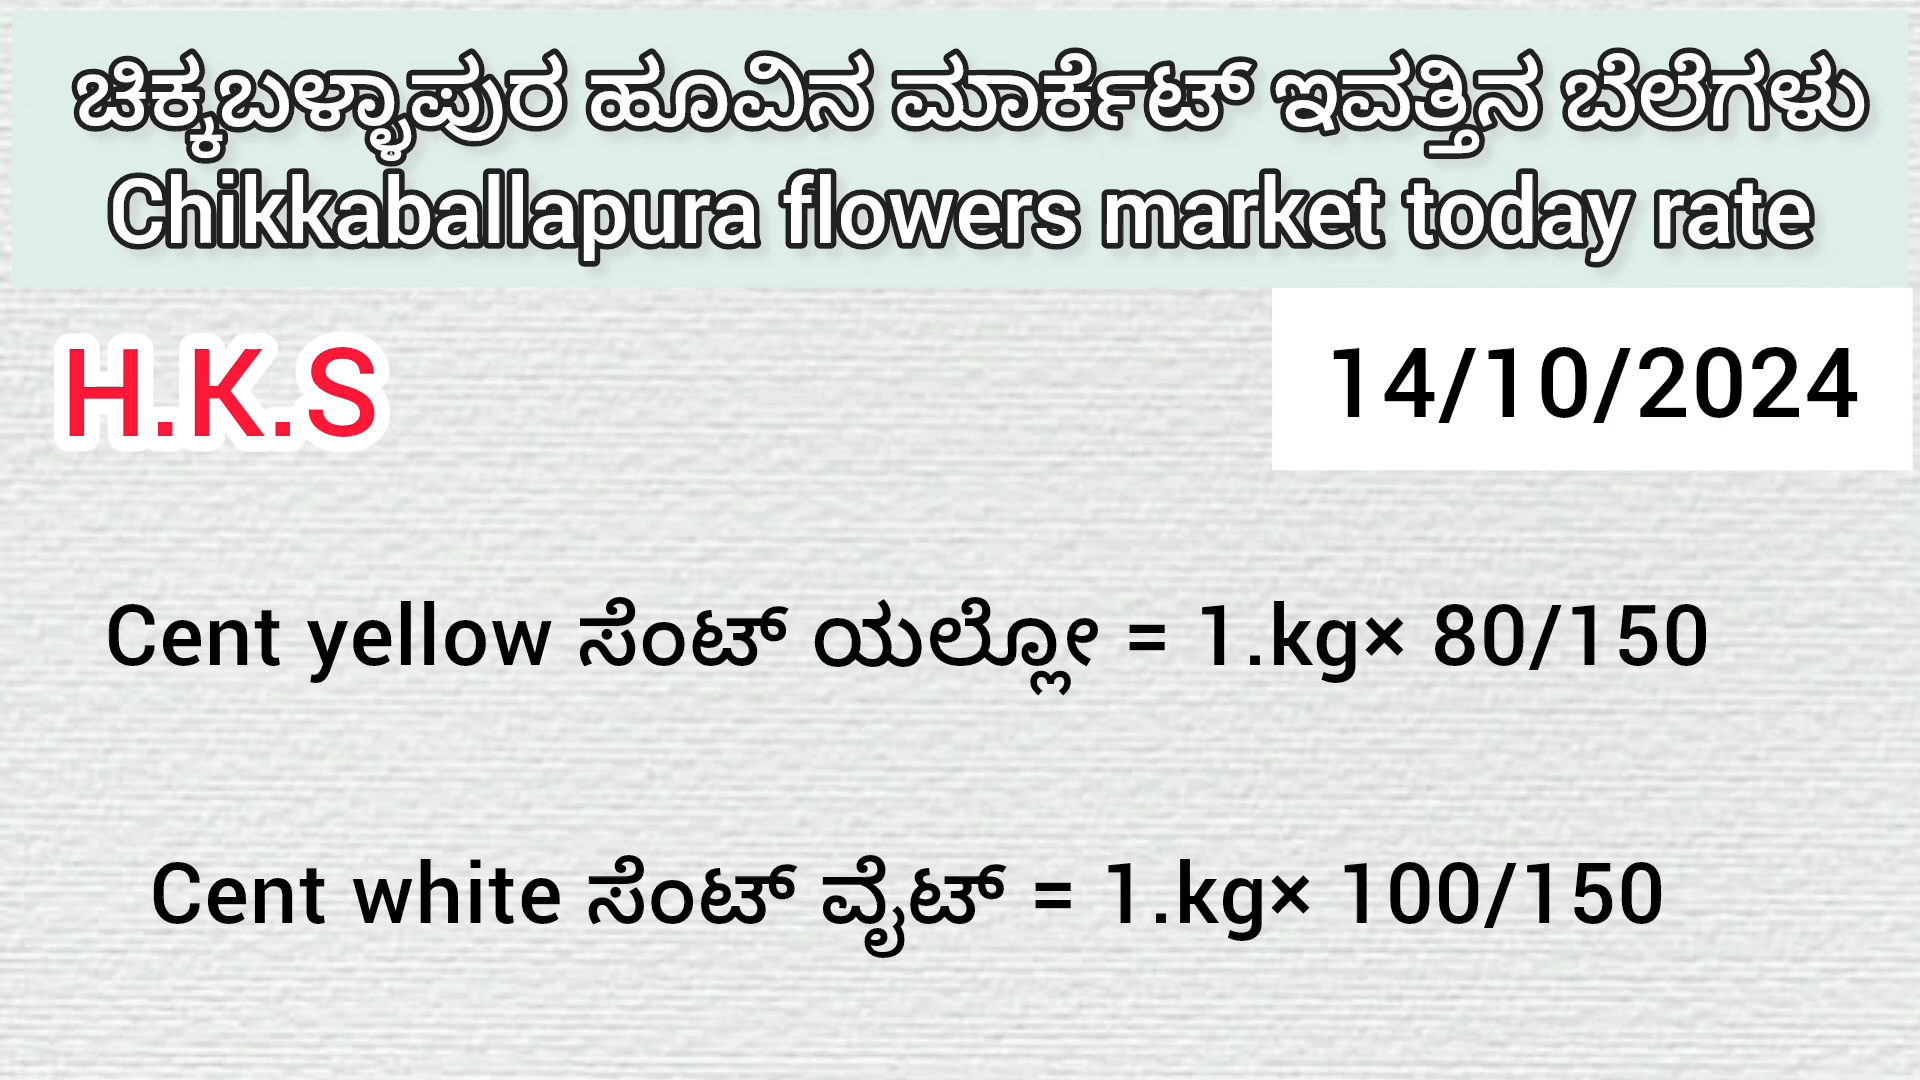 ಚಿಕ್ಕಬಳ್ಳಾಪುರ ಹೂವಿನ ಮಾರ್ಕೆಟ್ ಇವತ್ತಿನ ಬೆಲೆಗಳು
Chikkaballapura flowers market today rate
H.K.S
14/10/2024
Cent yellow ಸೆಂಟ್ ಯಲ್ಲೋ = 1.kg× 80/150
Cent white ಸೆಂಟ್ ವೈಟ್ = 1.kg× 100/150